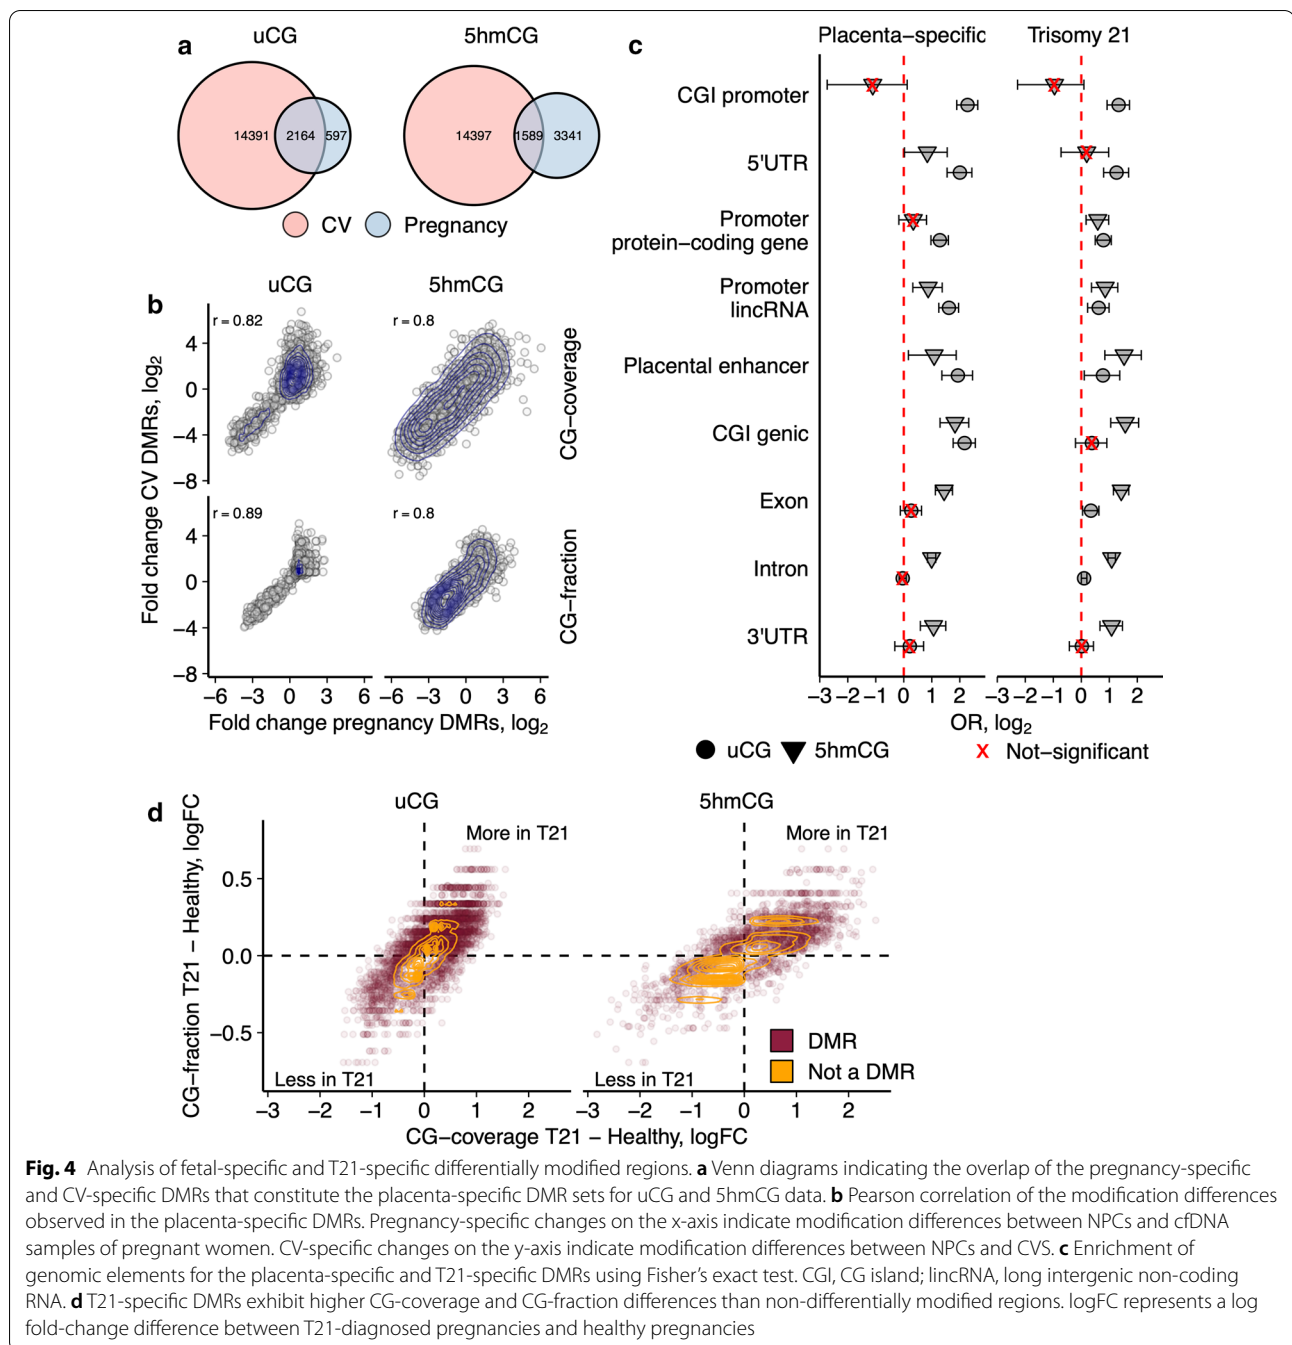 a
uCG
5hmCG
14391
2164
597
14397
1589
3341
CV
Pregnancy
b
uCG
5hmCG
r = 0.82
r = 0.8
4
0
−4
−8
CG−coverage
r = 0.89
r = 0.8
4
0
−4
−8
CG−fraction
Fold change CV DMRs, log2
−6 −3 0 3 6
−6 −3 0 3 6
Fold change pregnancy DMRs, log2
c
Placenta−specific
Trisomy 21
CGI promoter
5'UTR
Promoter
protein−coding gene
Promoter
lincRNA
Placental enhancer
CGI genic
Exon
Intron
3'UTR
−3 −2 −1 0 1 2
−3 −2 −1 0 1 2
OR, log2
uCG
5hmCG
x Not−significant
d
uCG
5hmCG
CG−fraction T21 − Healthy, logFC
More in T21
More in T21
0.5
0.0
−0.5
Less in T21
Less in T21
DMR
Not a DMR
−3 −2 −1 0 1 2
−3 −2 −1 0 1 2
CG−coverage T21 − Healthy, logFC
Fig. 4 Analysis of fetal-specific and T21-specific differentially modified regions. a Venn diagrams indicating the overlap of the pregnancy-specific
and CV-specific DMRs that constitute the placenta-specific DMR sets for uCG and 5hmCG data. b Pearson correlation of the modification differences
observed in the placenta-specific DMRs. Pregnancy-specific changes on the x-axis indicate modification differences between NPCs and cfDNA
samples of pregnant women. CV-specific changes on the y-axis indicate modification differences between NPCs and CVS. c Enrichment of
genomic elements for the placenta-specific and T21-specific DMRs using Fisher's exact test. CGI, CG island; lincRNA, long intergenic non-coding
RNA. d T21-specific DMRs exhibit higher CG-coverage and CG-fraction differences than non-differentially modified regions. logFC represents a log
fold-change difference between T21-diagnosed pregnancies and healthy pregnancies